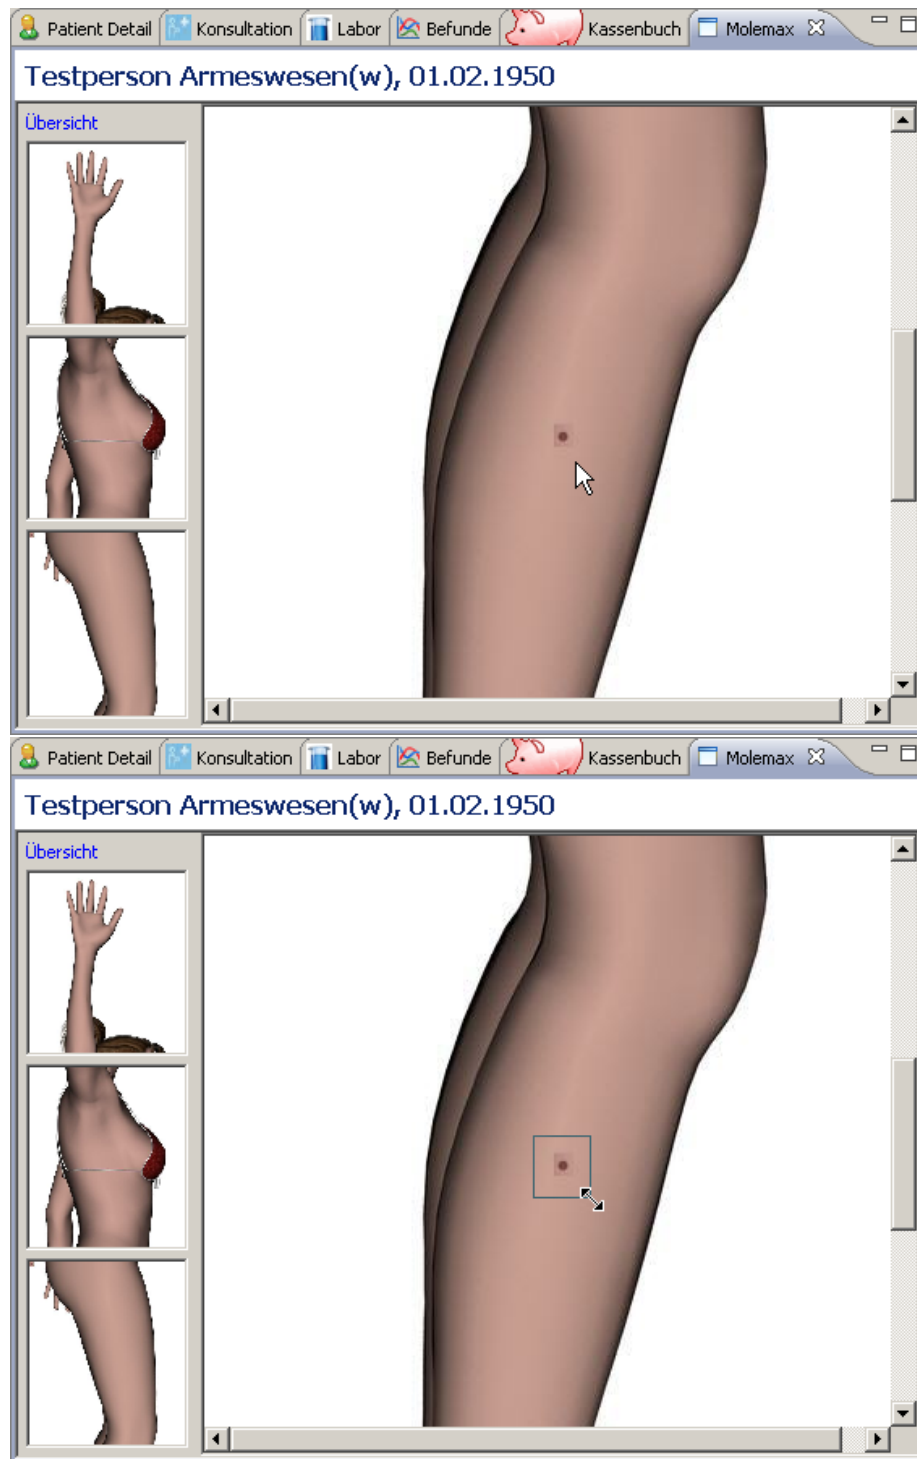 Patient Detail Konsultation Labor Befunde Kassenbuch Molemax
Testperson Armeswesen(w), 01.02.1950
Übersicht
Patient Detail Konsultation Labor Befunde Kassenbuch Molemax
Testperson Armeswesen(w), 01.02.1950
Übersicht